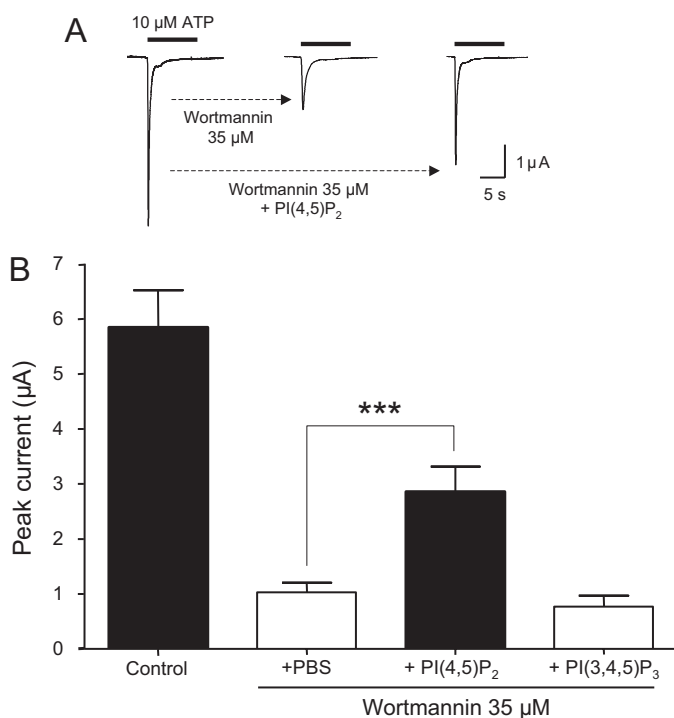 A
10 µM ATP
Wortmannin
35 µM
Wortmannin 35 µM
+ PI(4,5)P₂
1 µA
5 s
B
Peak current (µA)
7
6
5
4
3
2
1
0
***
Control
+PBS
+ PI(4,5)P₂
+ PI(3,4,5)P₃
Wortmannin 35 µM